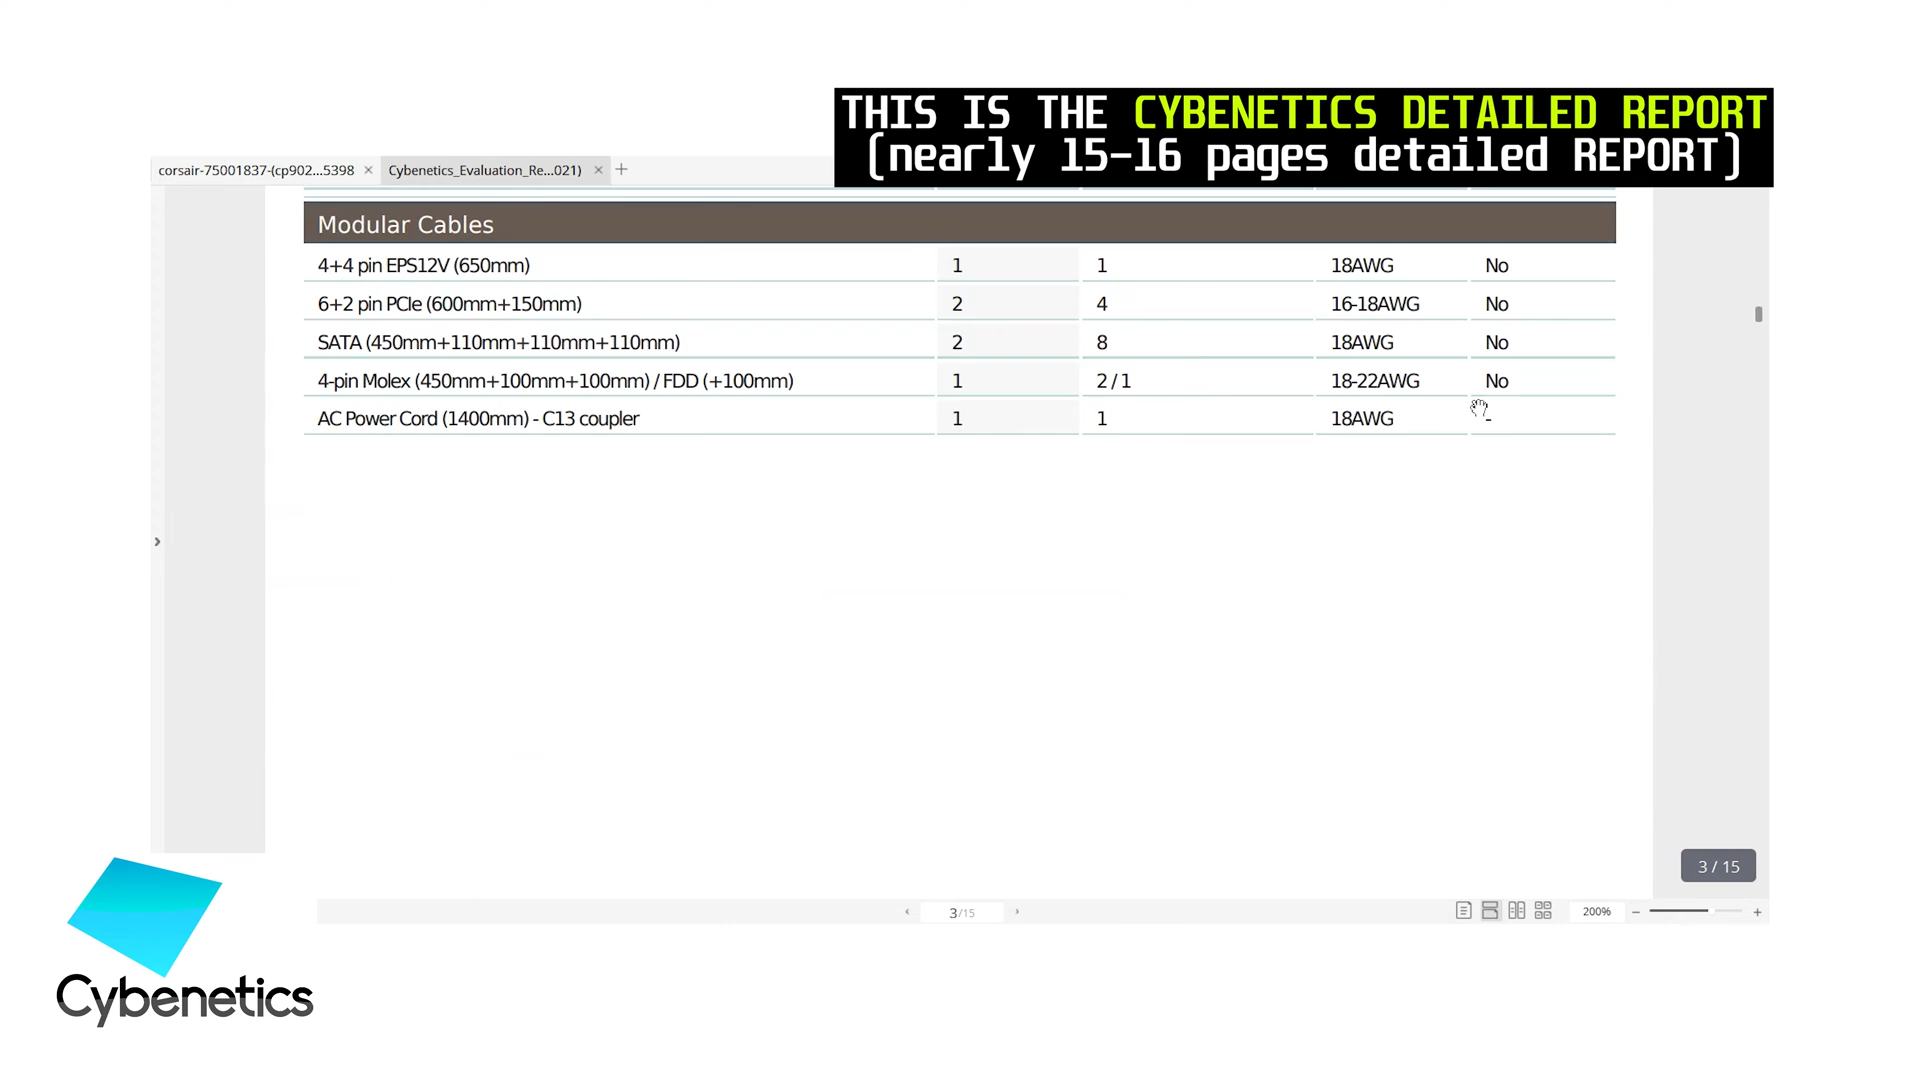 THIS IS THE CYBENETICS DETAILED REPORT
(nearly 15-16 pages detailed REPORT)
corsair-75001837-(cp902...5398 × Cybenetics_Evaluation_Re...021) × +
Modular Cables
4+4 pin EPS12V (650mm) 1 1 18AWG No
6+2 pin PCIe (600mm+150mm) 2 4 16-18AWG No
SATA (450mm+110mm+110mm+110mm) 2 8 18AWG No
4-pin Molex (450mm+100mm+100mm) / FDD (+100mm) 1 2 / 1 18-22AWG No
AC Power Cord (1400mm) - C13 coupler 1 1 18AWG -
3 / 15
3/15 200% − +
Cybenetics